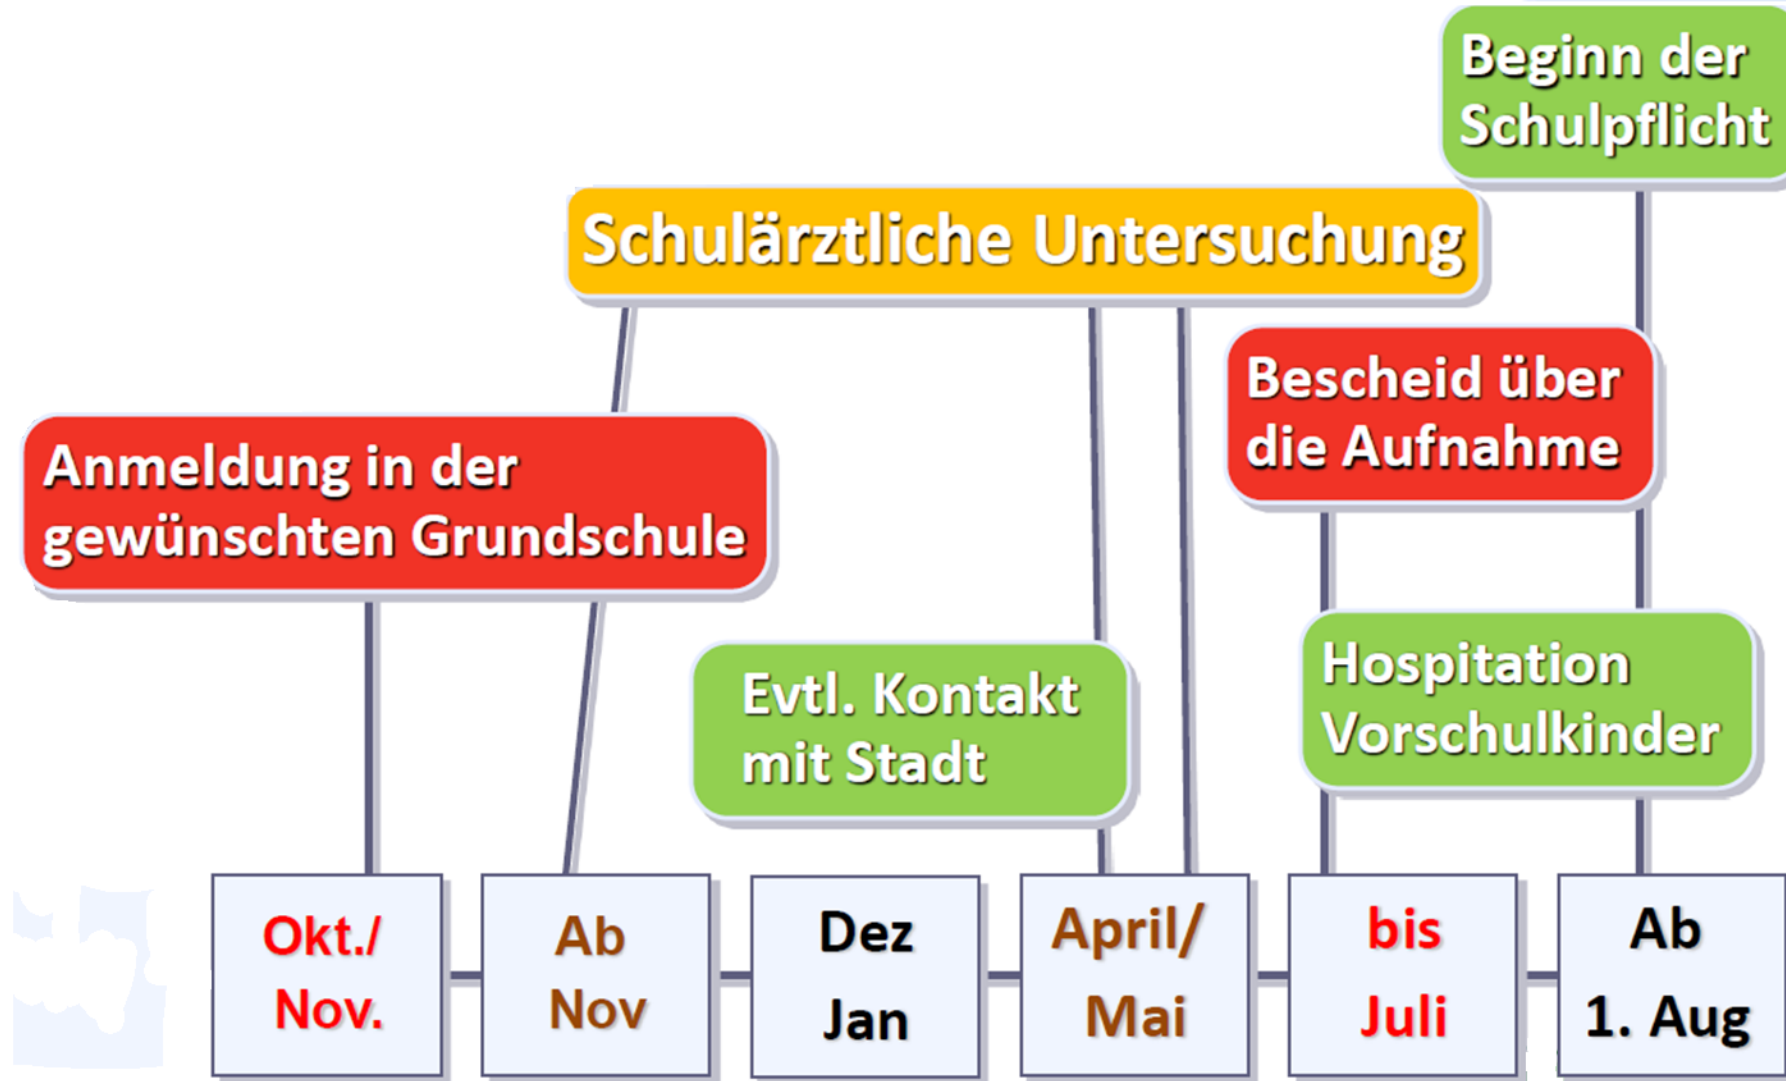 Beginn der
Schulpflicht
Schulärztliche Untersuchung
Bescheid über
die Aufnahme
Anmeldung in der
gewünschten Grundschule
Evtl. Kontakt
mit Stadt
Hospitation
Vorschulkinder
Okt./
Nov.
Ab
Nov
Dez
Jan
April/
Mai
bis
Juli
Ab
1. Aug